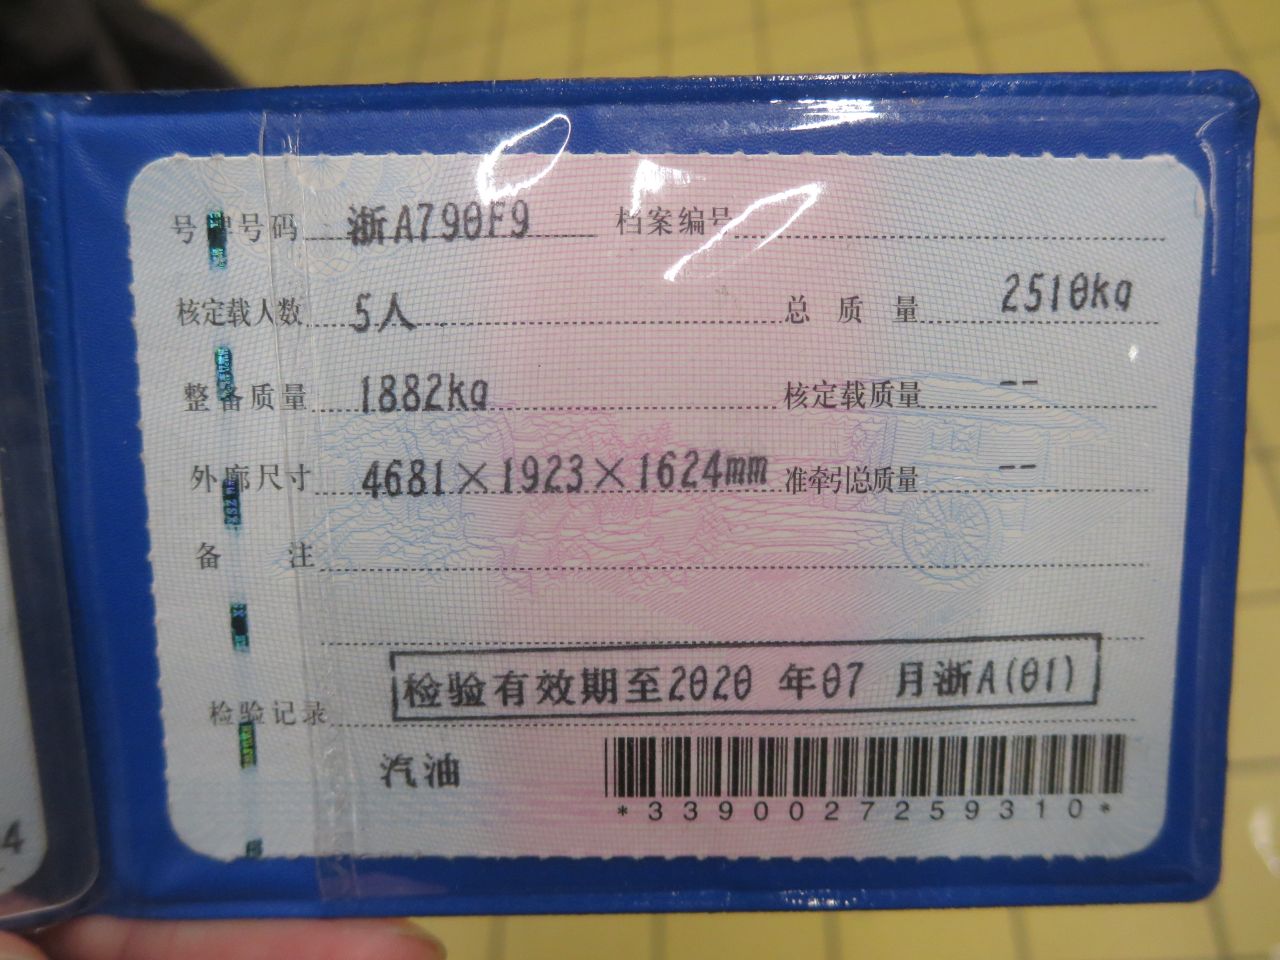 号牌号码 浙A790F9 档案编号
核定载人数 5人 总质量 2510kg
整备质量 1882kg 核定载质量 --
外廓尺寸 4681×1923×1624mm 准牵引总质量 --
备注
检验有效期至2020 年07 月浙A(01)
检验记录
汽油
*3390027259310*
4